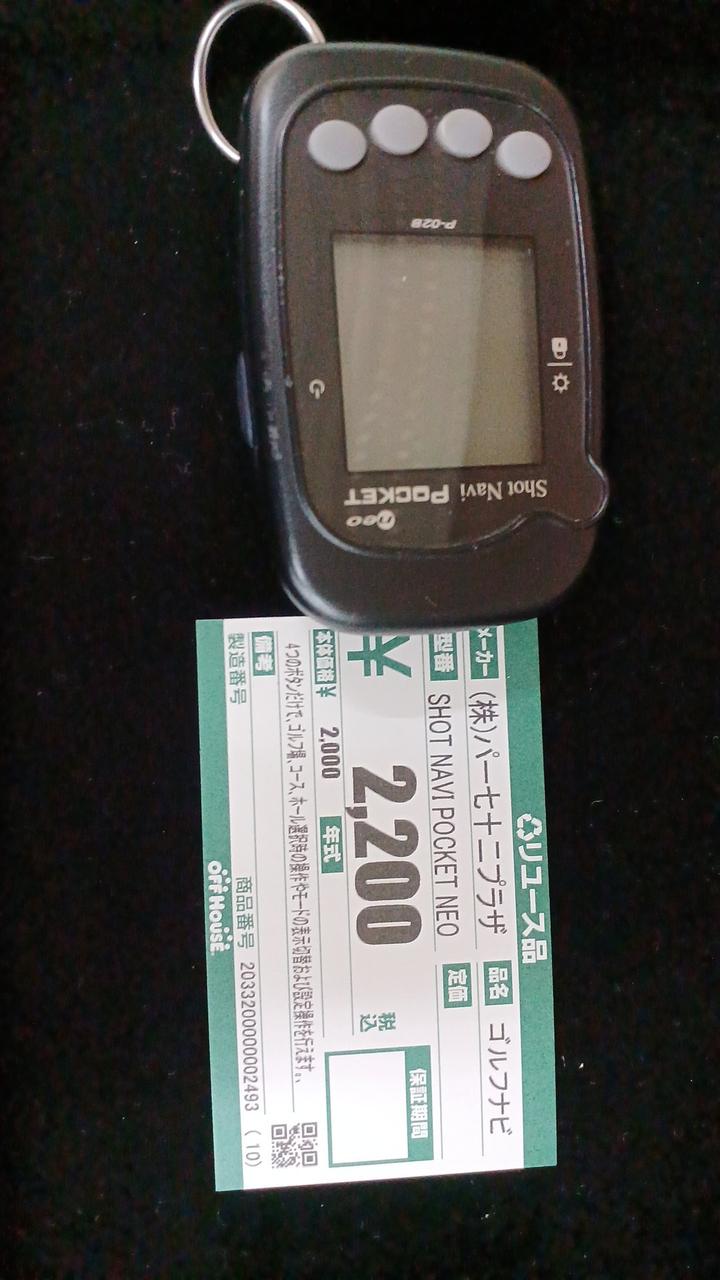 P-02B
Shot Navi POCKET
neo
リユース品
メーカー (株)パー七十二プラザ 品名 ゴルフナビ
型番 SHOT NAVI POCKET NEO 定価
¥ 2,200 税込
保証期間
本体価格 ¥ 2,000 年式
4つのボタンだけで、ゴルフ場、コース、ホール選択時の操作やモードの表示切替および設定操作を行えます。
備考
製造番号 商品番号 2033200000002493 (10)
OFF HOUSE